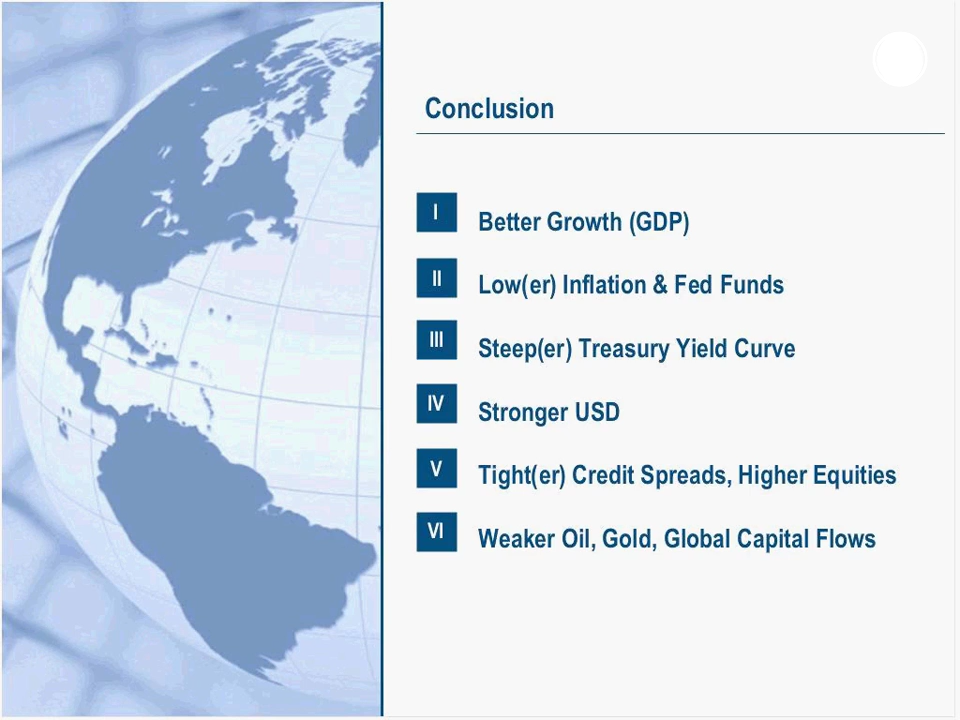 Conclusion
I Better Growth (GDP)
II Low(er) Inflation & Fed Funds
III Steep(er) Treasury Yield Curve
IV Stronger USD
V Tight(er) Credit Spreads, Higher Equities
VI Weaker Oil, Gold, Global Capital Flows